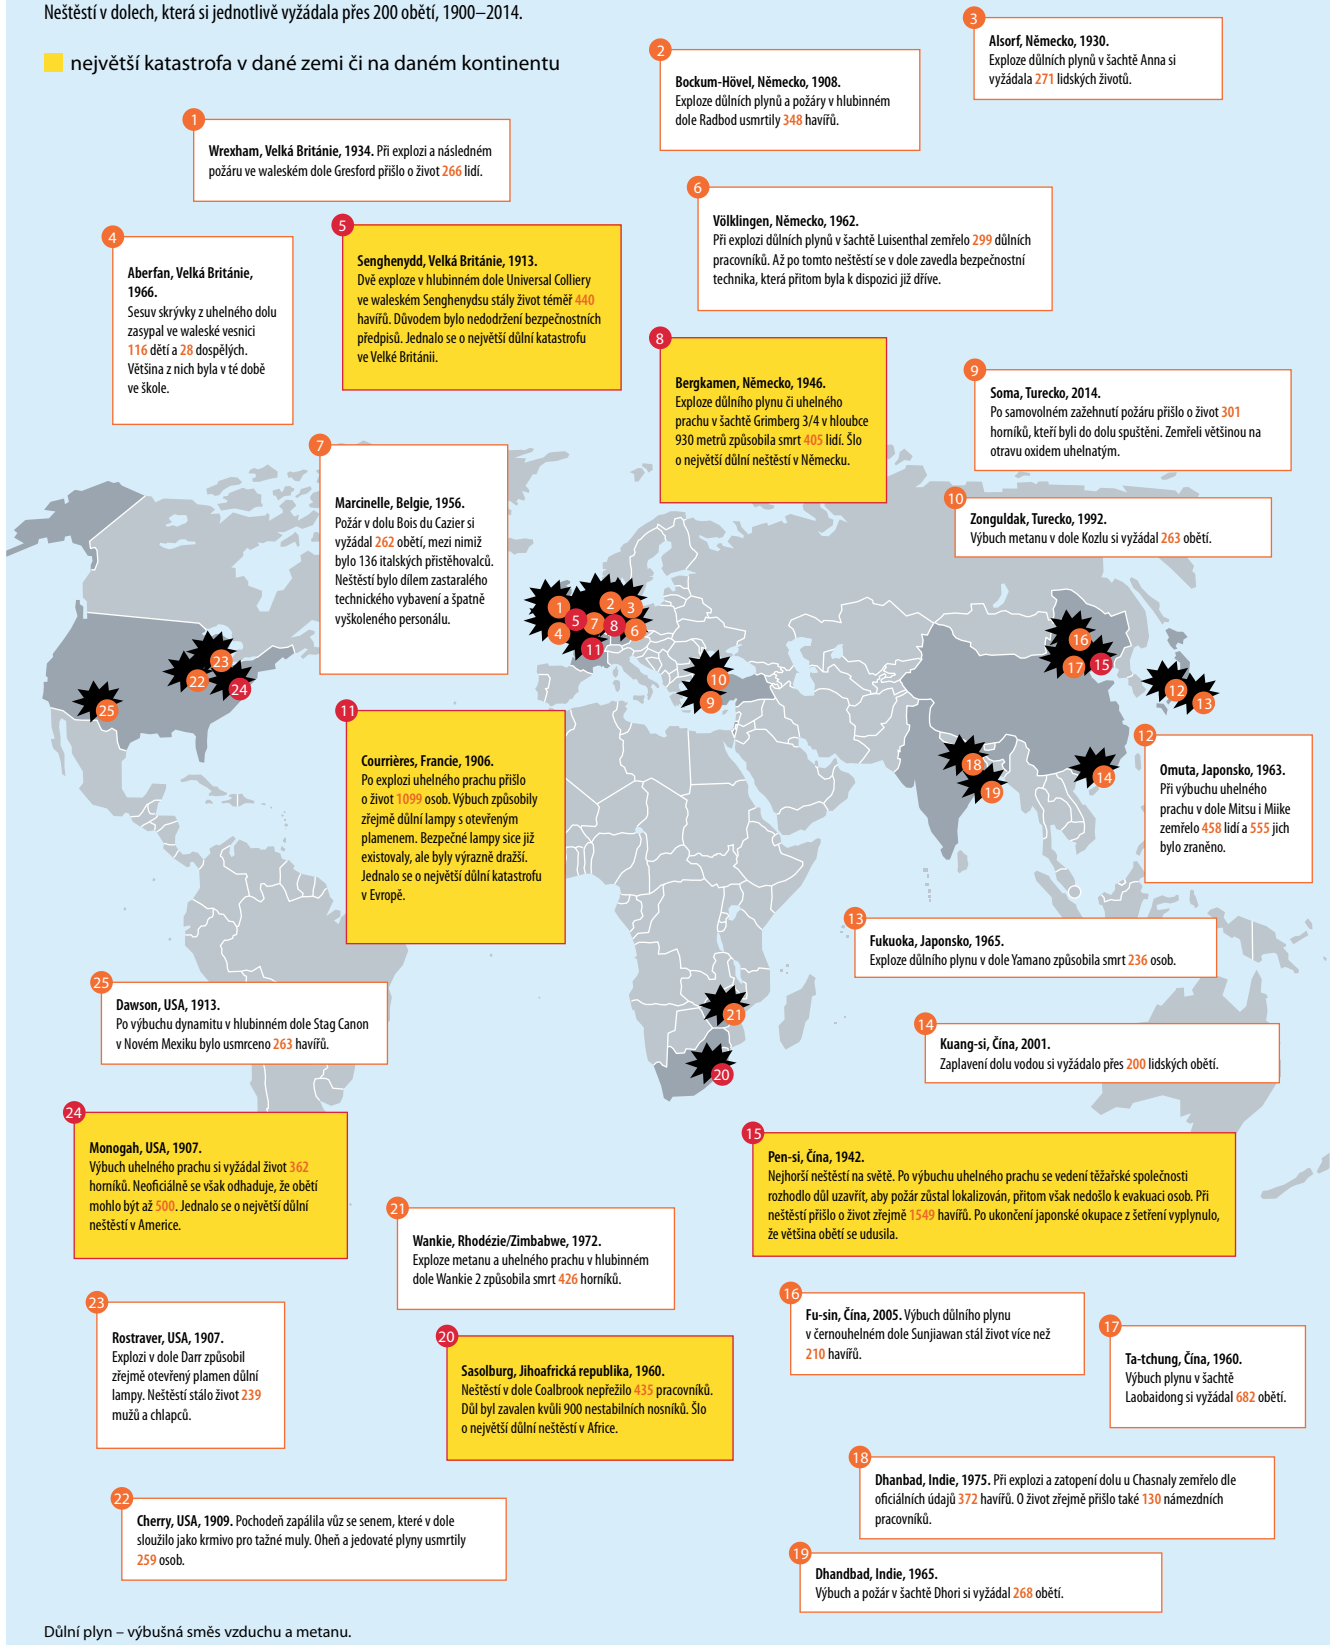 Neštěstí v dolech, která si jednotlivě vyžádala přes 200 obětí, 1900–2014.
největší katastrofa v dané zemi či na daném kontinentu
1
Wrexham, Velká Británie, 1934. Při explozi a následném
požáru ve waleském dole Gresford přišlo o život 266 lidí.
2
Bockum-Hövel, Německo, 1908.
Exploze důlních plynů a požáry v hlubinném
dole Radbod usmrtily 348 havířů.
3
Alsorf, Německo, 1930.
Exploze důlních plynů v šachtě Anna si
vyžádala 271 lidských životů.
4
Aberfan, Velká Británie,
1966.
Sesuv skrývky z uhelného dolu
zasypal ve waleské vesnici
116 dětí a 28 dospělých.
Většina z nich byla v té době
ve škole.
5
Senghenydd, Velká Británie, 1913.
Dvě exploze v hlubinném dole Universal Colliery
ve waleském Senghenydsu stály život téměř 440
havířů. Důvodem bylo nedodržení bezpečnostních
předpisů. Jednalo se o největší důlní katastrofu
ve Velké Británii.
6
Völklingen, Německo, 1962.
Při explozi důlních plynů v šachtě Luisenthal zemřelo 299 důlních
pracovníků. Až po tomto neštěstí se v dole zavedla bezpečnostní
technika, která přitom byla k dispozici již dříve.
7
Marcinelle, Belgie, 1956.
Požár v dolu Bois du Cazier si
vyžádal 262 obětí, mezi nimiž
bylo 136 italských přistěhovalců.
Neštěstí bylo dílem zastaralého
technického vybavení a špatně
vyškoleného personálu.
8
Bergkamen, Německo, 1946.
Exploze důlního plynu či uhelného
prachu v šachtě Grimberg 3/4 v hloubce
930 metrů způsobila smrt 405 lidí. Šlo
o největší důlní neštěstí v Německu.
9
Soma, Turecko, 2014.
Po samovolném zažehnutí požáru přišlo o život 301
horníků, kteří byli do dolu spuštěni. Zemřeli většinou na
otravu oxidem uhelnatým.
10
Zonguldak, Turecko, 1992.
Výbuch metanu v dole Kozlu si vyžádal 263 obětí.
1
2
3
4
5
7
8
6
11
10
9
23
22
24
25
16
17
15
12
13
18
19
14
21
20
11
Courrières, Francie, 1906.
Po explozi uhelného prachu přišlo
o život 1099 osob. Výbuch způsobily
zřejmě důlní lampy s otevřeným
plamenem. Bezpečné lampy sice již
existovaly, ale byly výrazně dražší.
Jednalo se o největší důlní katastrofu
v Evropě.
12
Omuta, Japonsko, 1963.
Při výbuchu uhelného
prachu v dole Mitsu i Miike
zemřelo 458 lidí a 555 jich
bylo zraněno.
13
Fukuoka, Japonsko, 1965.
Exploze důlního plynu v dole Yamano způsobila smrt 236 osob.
14
Kuang-si, Čína, 2001.
Zaplavení dolu vodou si vyžádalo přes 200 lidských obětí.
25
Dawson, USA, 1913.
Po výbuchu dynamitu v hlubinném dole Stag Canon
v Novém Mexiku bylo usmrceno 263 havířů.
24
Monogah, USA, 1907.
Výbuch uhelného prachu si vyžádal život 362
horníků. Neoficiálně se však odhaduje, že obětí
mohlo být až 500. Jednalo se o největší důlní
neštěstí v Americe.
15
Pen-si, Čína, 1942.
Nejhorší neštěstí na světě. Po výbuchu uhelného prachu se vedení těžařské společnosti
rozhodlo důl uzavřít, aby požár zůstal lokalizován, přitom však nedošlo k evakuaci osob. Při
neštěstí přišlo o život zřejmě 1549 havířů. Po ukončení japonské okupace z šetření vyplynulo,
že většina obětí se udusila.
21
Wankie, Rhodézie/Zimbabwe, 1972.
Exploze metanu a uhelného prachu v hlubinném
dole Wankie 2 způsobila smrt 426 horníků.
16
Fu-sin, Čína, 2005. Výbuch důlního plynu
v černouhelném dole Sunjiawan stál život více než
210 havířů.
17
Ta-tchung, Čína, 1960.
Výbuch plynu v šachtě
Laobaidong si vyžádal 682 obětí.
23
Rostraver, USA, 1907.
Explozi v dole Darr způsobil
zřejmě otevřený plamen důlní
lampy. Neštěstí stálo život 239
mužů a chlapců.
20
Sasolburg, Jihoafrická republika, 1960.
Neštěstí v dole Coalbrook nepřežilo 435 pracovníků.
Důl byl zavalen kvůli 900 nestabilních nosníků. Šlo
o největší důlní neštěstí v Africe.
18
Dhanbad, Indie, 1975. Při explozi a zatopení dolu u Chasnaly zemřelo dle
oficiálních údajů 372 havířů. O život zřejmě přišlo také 130 námezdních
pracovníků.
22
Cherry, USA, 1909. Pochodeň zapálila vůz se senem, které v dole
sloužilo jako krmivo pro tažné muly. Oheň a jedovaté plyny usmrtily
259 osob.
19
Dhandbad, Indie, 1965.
Výbuch a požár v šachtě Dhori si vyžádal 268 obětí.
Důlní plyn – výbušná směs vzduchu a metanu.